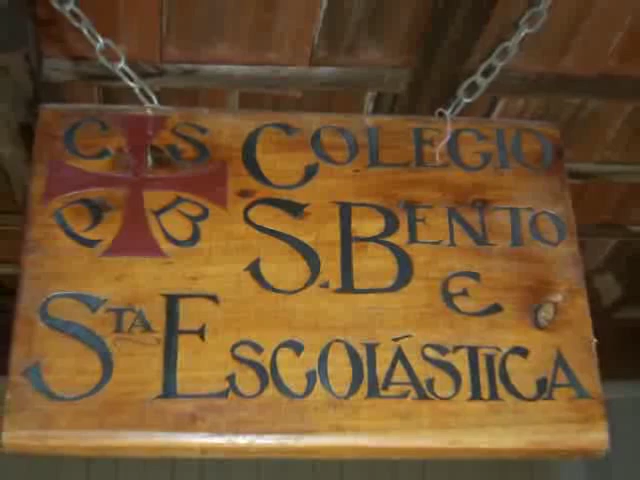 C S
P B
COLEGIO
S. BENTO
E
STA ESCOLÁSTICA